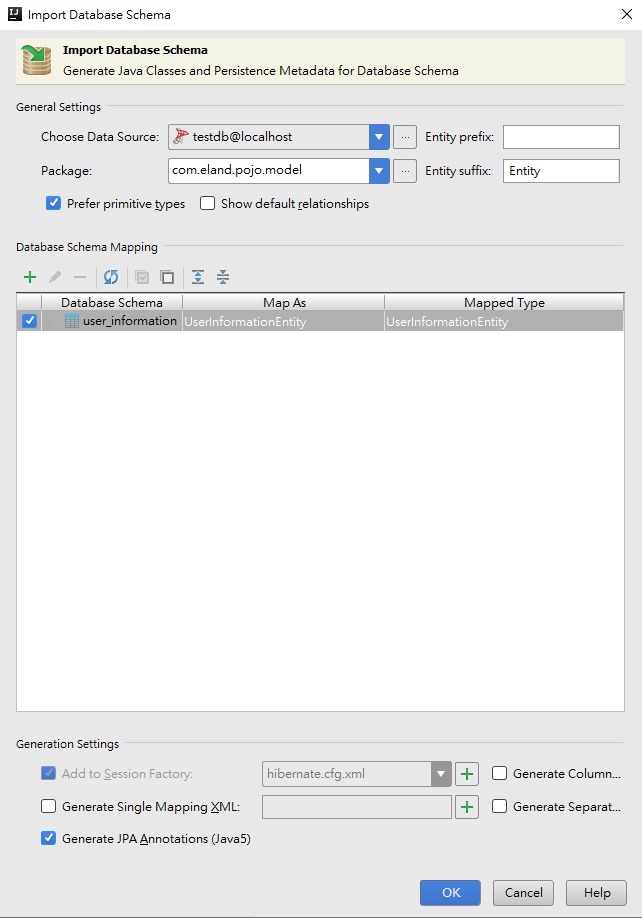 Import Database Schema
Import Database Schema
Generate Java Classes and Persistence Metadata for Database Schema
General Settings
Choose Data Source: testdb@localhost ... Entity prefix:
Package: com.eland.pojo.model ... Entity suffix: Entity
Prefer primitive types Show default relationships
Database Schema Mapping
Database Schema Map As Mapped Type
user_information UserInformationEntity UserInformationEntity
Generation Settings
Add to Session Factory: hibernate.cfg.xml Generate Column...
Generate Single Mapping XML: Generate Separat...
Generate JPA Annotations (Java5)
OK Cancel Help